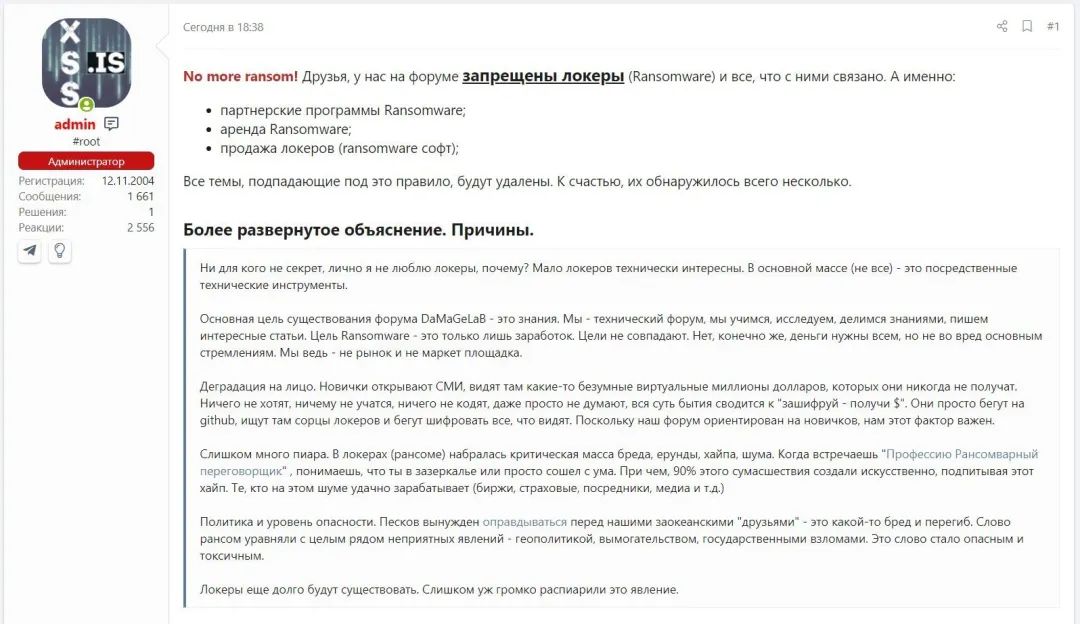 Сегодня в 18:38
#1
XSS.IS
admin
#root
Администратор
Регистрация: 12.11.2004
Сообщения: 1 661
Решения: 1
Реакции: 2 556
No more ransom! Друзья, у нас на форуме запрещены локеры (Ransomware) и все, что с ними связано. А именно:
• партнерские программы Ransomware;
• аренда Ransomware;
• продажа локеров (ransomware софт);
Все темы, подпадающие под это правило, будут удалены. К счастью, их обнаружилось всего несколько.
Более развернутое объяснение. Причины.
Ни для кого не секрет, лично я не люблю локеры, почему? Мало локеров технически интересны. В основной массе (не все) - это посредственные
технические инструменты.
Основная цель существования форума DaMaGeLaB - это знания. Мы - технический форум, мы учимся, исследуем, делимся знаниями, пишем
интересные статьи. Цель Ransomware - это только лишь заработок. Цели не совпадают. Нет, конечно же, деньги нужны всем, но не во вред основным
стремлениям. Мы ведь - не рынок и не маркет площадка.
Деградация на лицо. Новички открывают СМИ, видят там какие-то безумные виртуальные миллионы долларов, которых они никогда не получат.
Ничего не хотят, ничему не учатся, ничего не кодят, даже просто не думают, вся суть бытия сводится к "зашифруй - получи $". Они просто бегут на
github, ищут там сорцы локеров и бегут шифровать все, что видят. Поскольку наш форум ориентирован на новичков, нам этот фактор важен.
Слишком много пиара. В локерах (рансоме) набралась критическая масса бреда, ерунды, хайпа, шума. Когда встречаешь "Профессию Рансомварный
переговорщик" , понимаешь, что ты в зазеркалье или просто сошел с ума. При чем, 90% этого сумасшествия создали искусственно, подпитывая этот
хайп. Те, кто на этом шуме удачно зарабатывает (биржи, страховые, посредники, медиа и т.д.)
Политика и уровень опасности. Песков вынужден оправдываться перед нашими заокеанскими "друзьями" - это какой-то бред и перегиб. Слово
рансом уравняли с целым рядом неприятных явлений - геополитикой, вымогательством, государственными взломами. Это слово стало опасным и
токсичным.
Локеры еще долго будут существовать. Слишком уж громко распиарили это явление.